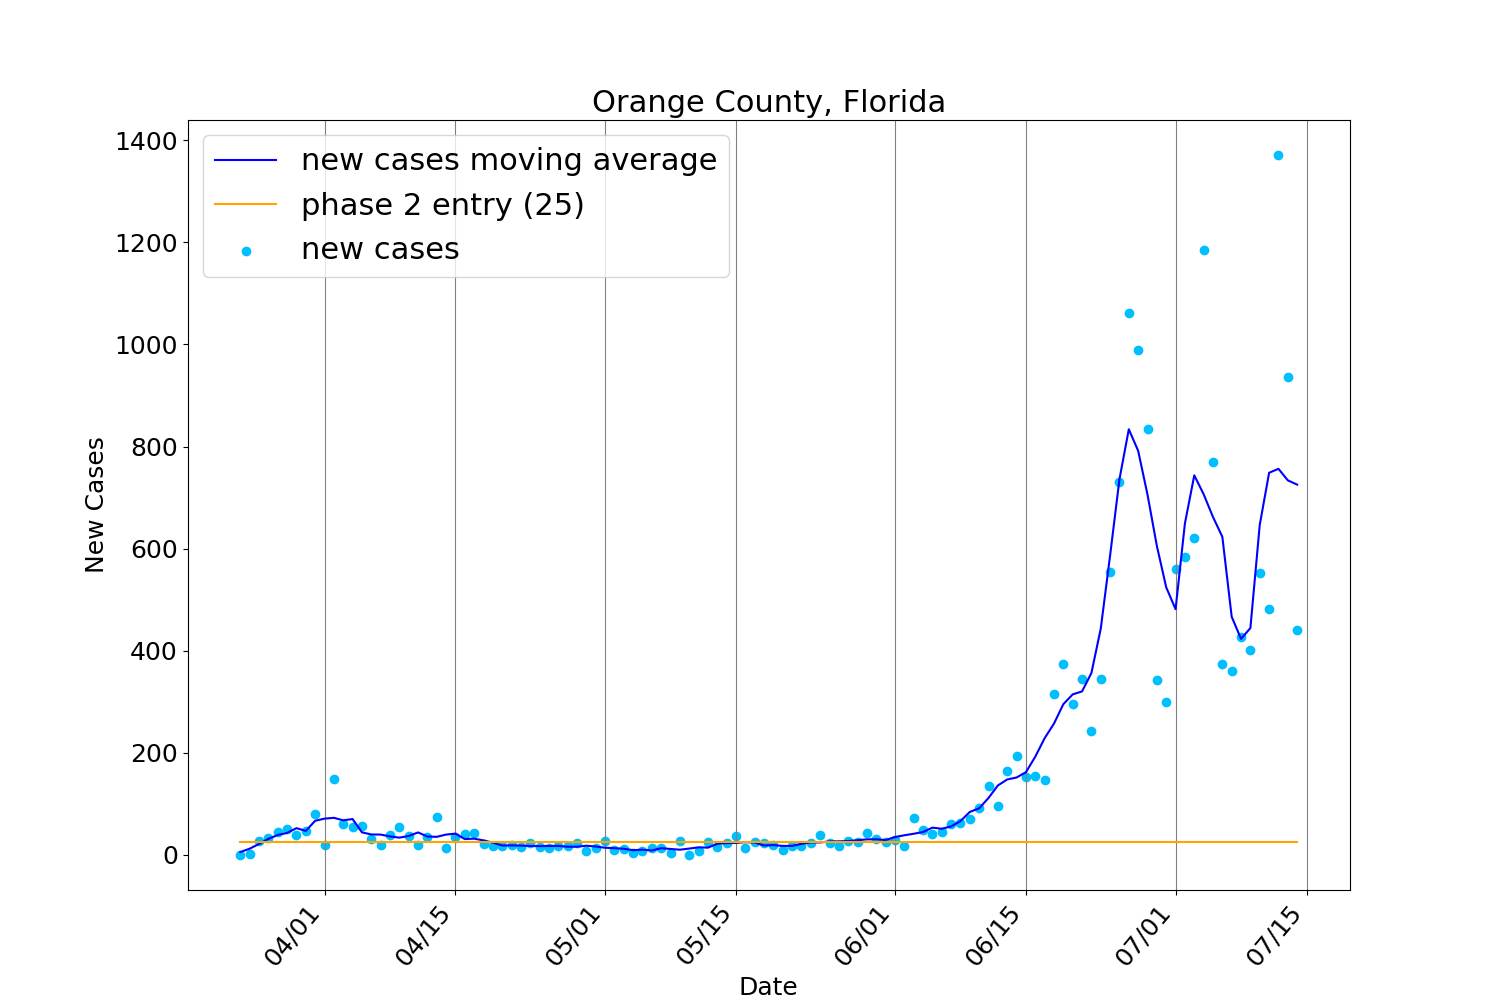 Orange County, Florida
1400
1200
1000
800
600
400
200
0
New Cases
new cases moving average
phase 2 entry (25)
new cases
04/01
04/15
05/01
05/15
06/01
06/15
07/01
07/15
Date